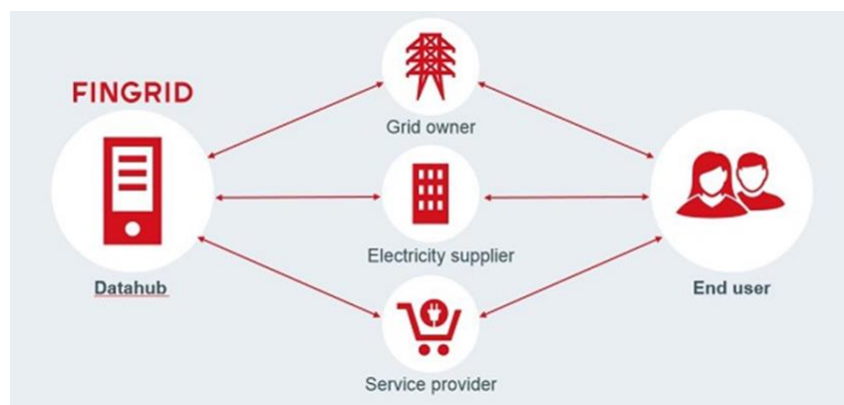 FINGRID
Grid owner
Electricity supplier
Datahub
End user
Service provider